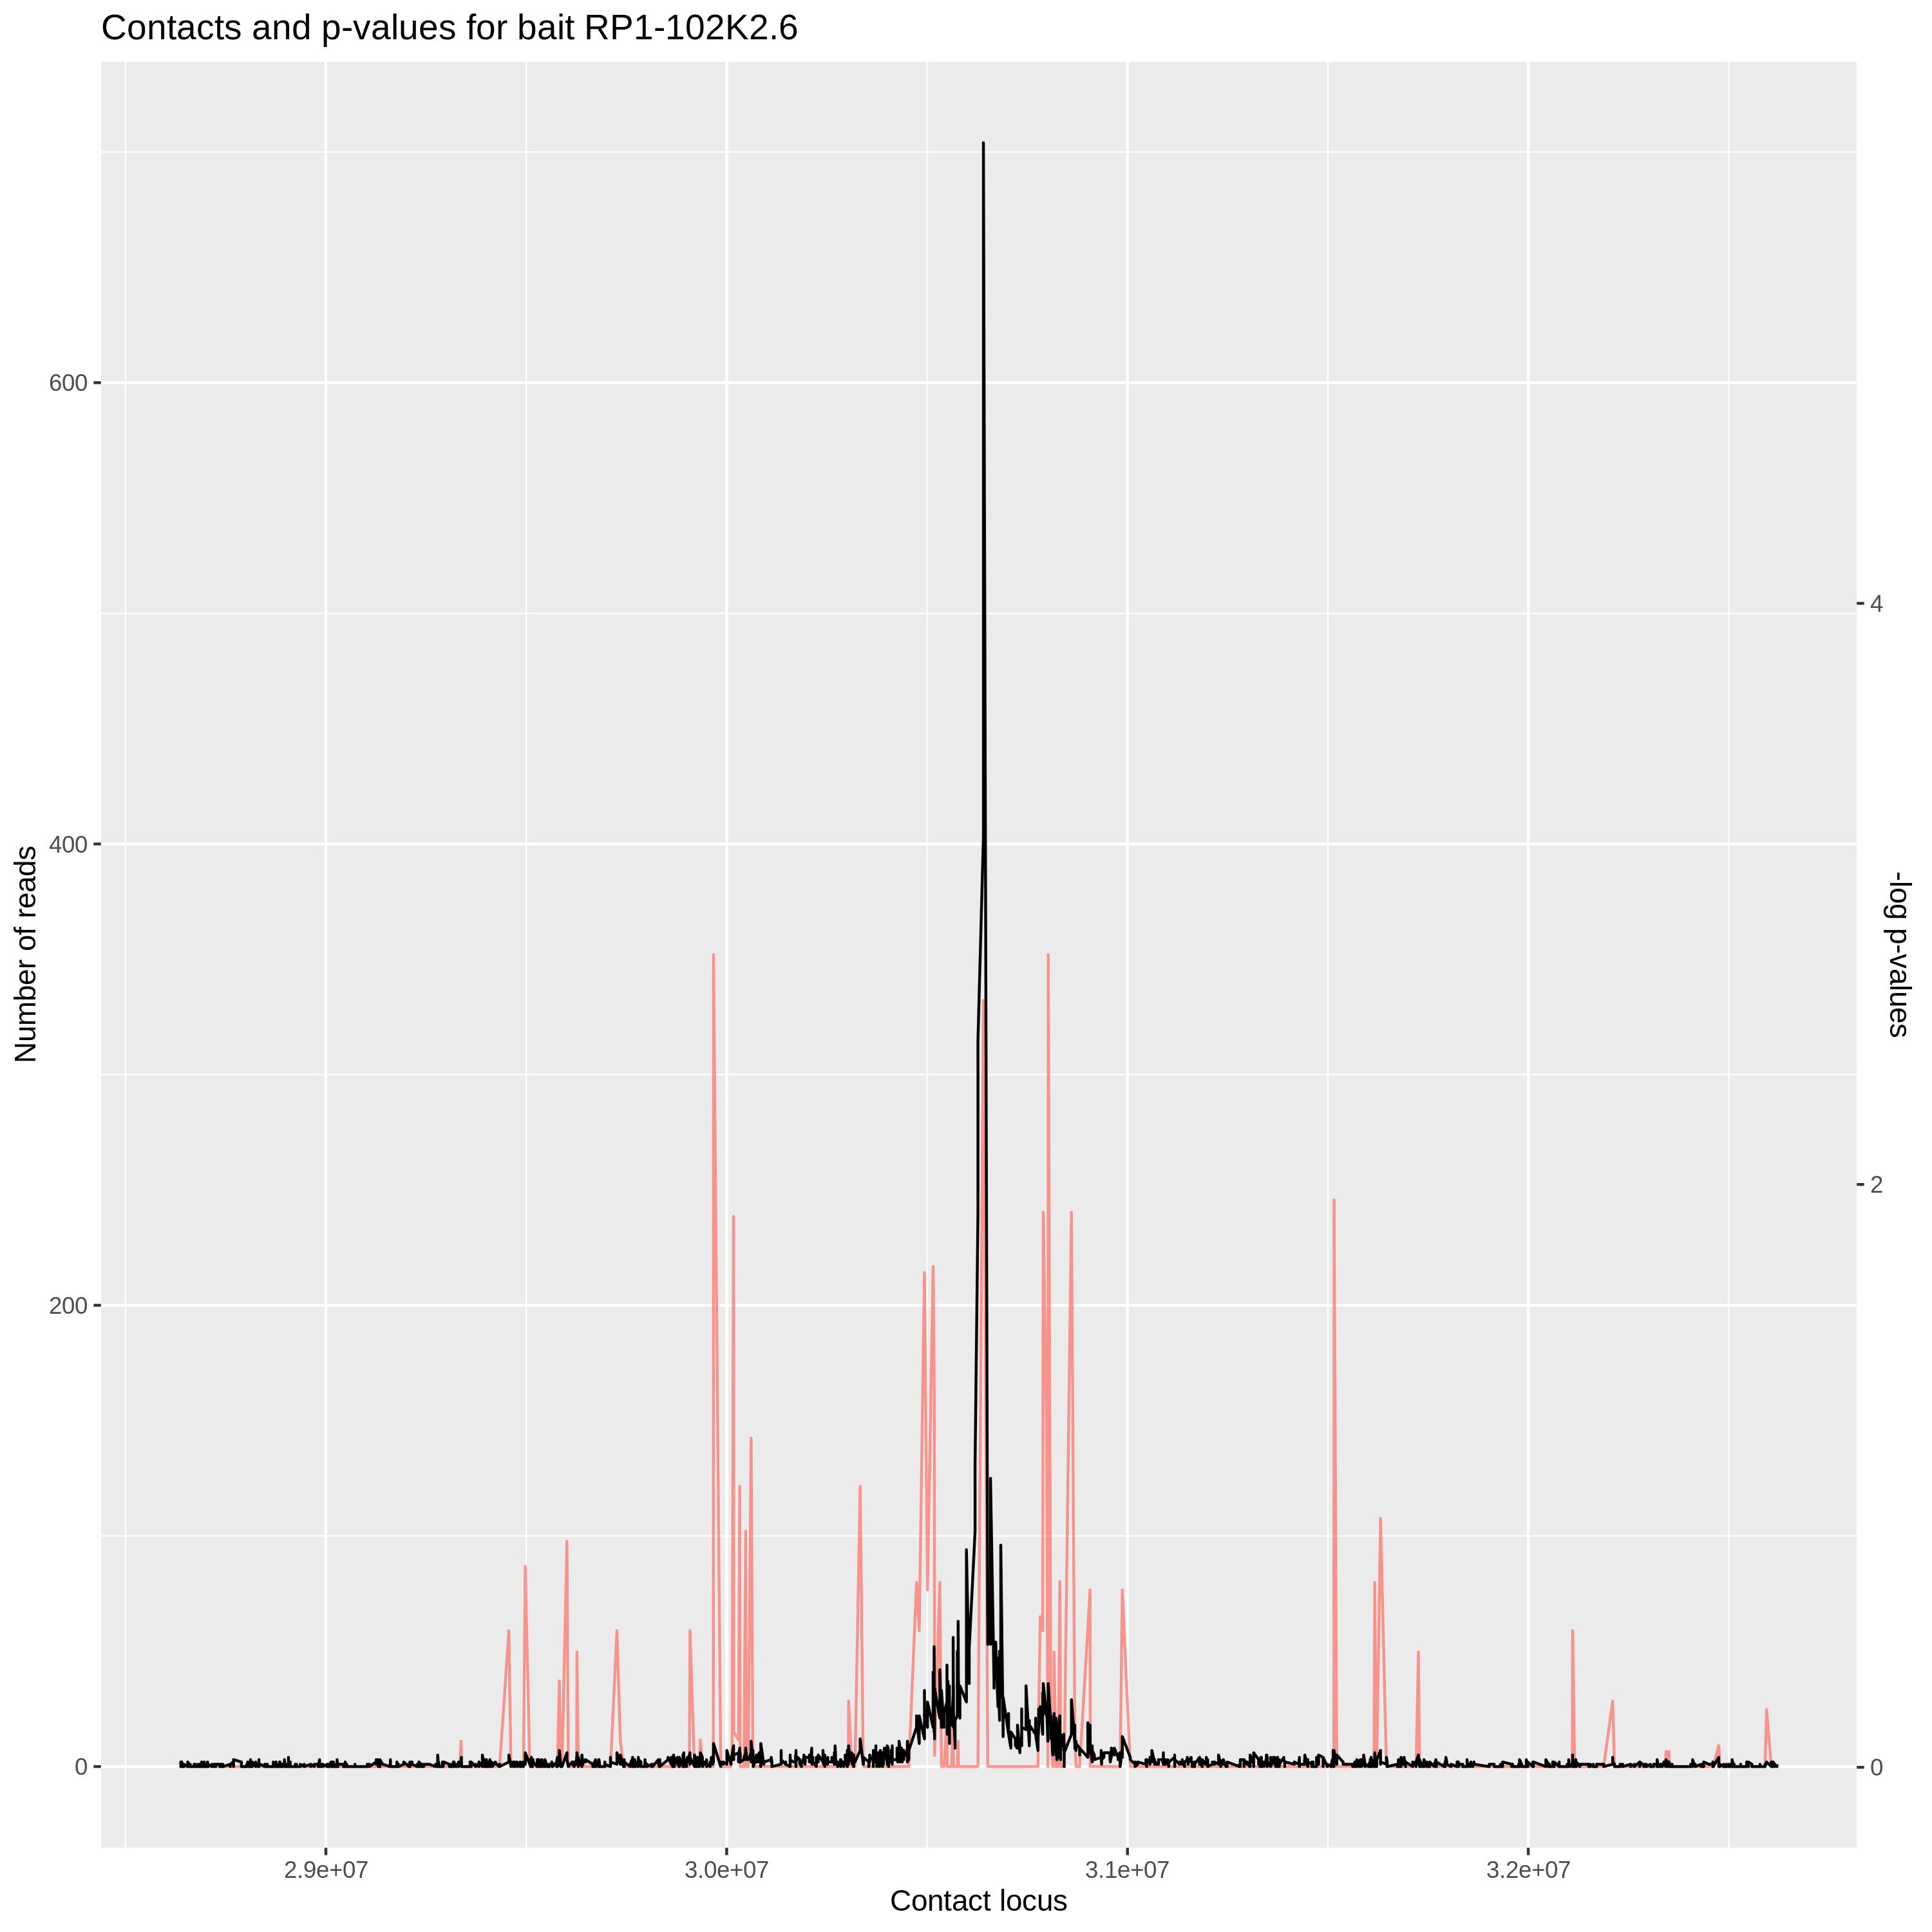 Contacts and p-values for bait RP1-102K2.6
600
400
200
0
Number of reads
4
2
0
-log p-values
2.9e+07
3.0e+07
3.1e+07
3.2e+07
Contact locus